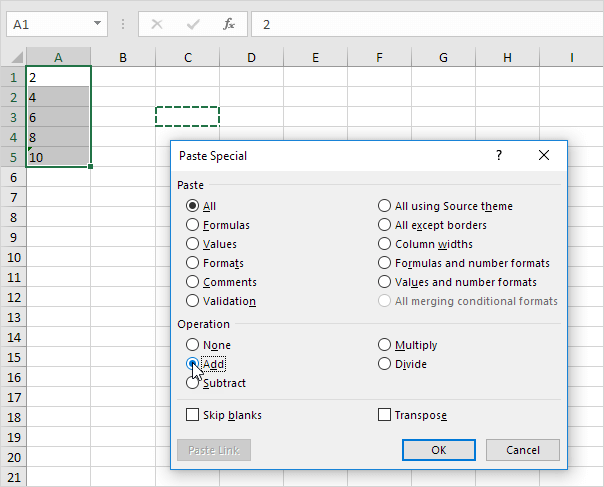 A1 fx 2
A B C D E F G H I
1 2
2 4
3 6
4 8
5 10
6
7
8
9
10
11
12
13
14
15
16
17
18
19
20
21
Paste Special ?
Paste
All All using Source theme
Formulas All except borders
Values Column widths
Formats Formulas and number formats
Comments Values and number formats
Validation All merging conditional formats
Operation
None Multiply
Add Divide
Subtract
Skip blanks Transpose
Paste Link OK Cancel